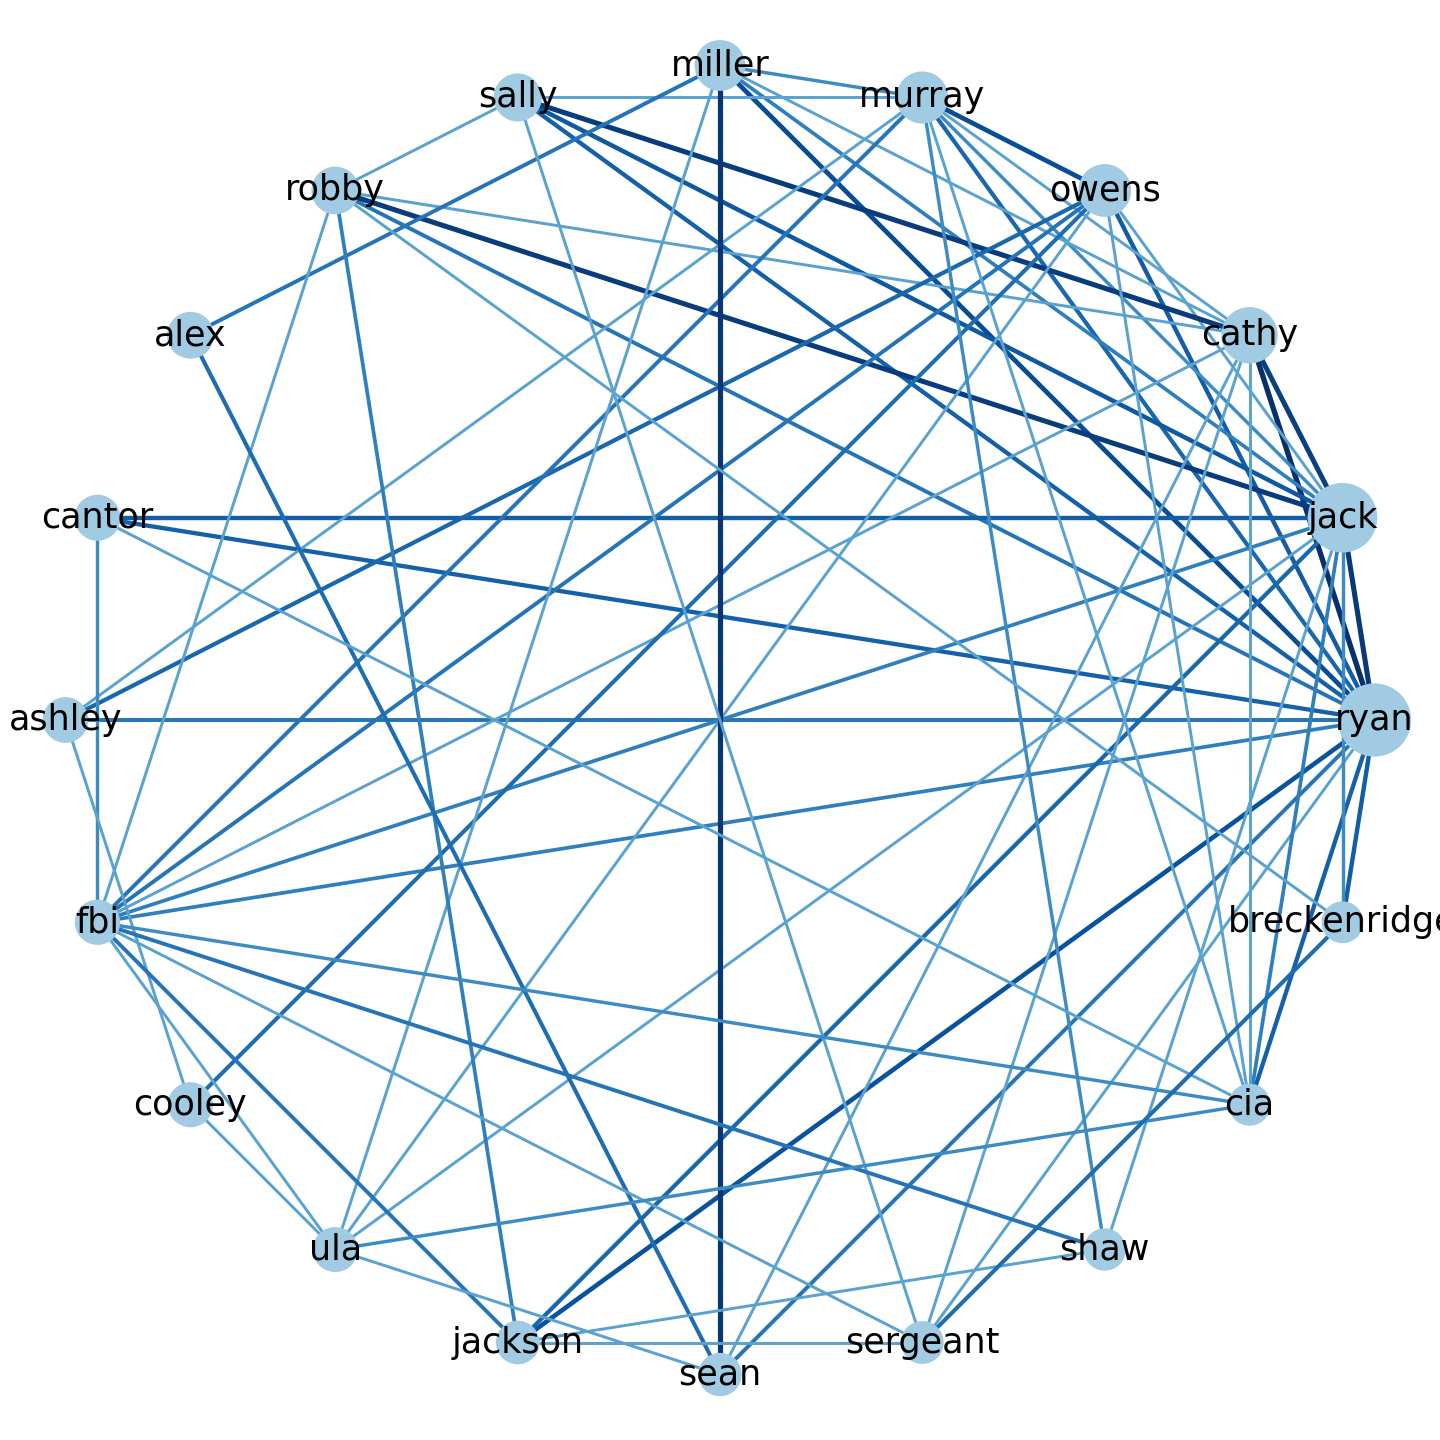 miller
sally
murray
robby
owens
alex
cathy
cantor
jack
ashley
ryan
fbi
breckenridge
cooley
cia
ula
shaw
jackson
sergeant
sean